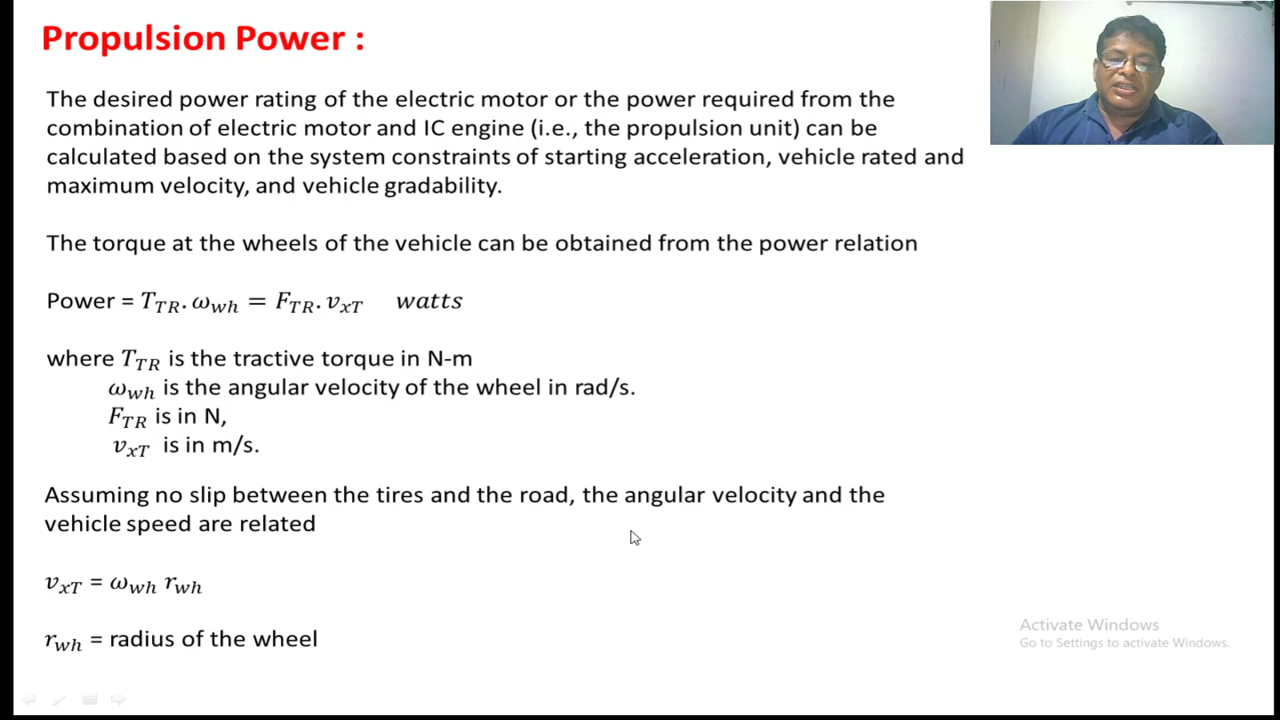 Propulsion Power :
The desired power rating of the electric motor or the power required from the
combination of electric motor and IC engine (i.e., the propulsion unit) can be
calculated based on the system constraints of starting acceleration, vehicle rated and
maximum velocity, and vehicle gradability.
The torque at the wheels of the vehicle can be obtained from the power relation
Power = T_TR. ω_wh = F_TR. v_xT watts
where T_TR is the tractive torque in N-m
ω_wh is the angular velocity of the wheel in rad/s.
F_TR is in N,
v_xT is in m/s.
Assuming no slip between the tires and the road, the angular velocity and the
vehicle speed are related
v_xT = ω_wh r_wh
r_wh = radius of the wheel
Activate Windows
Go to Settings to activate Windows.